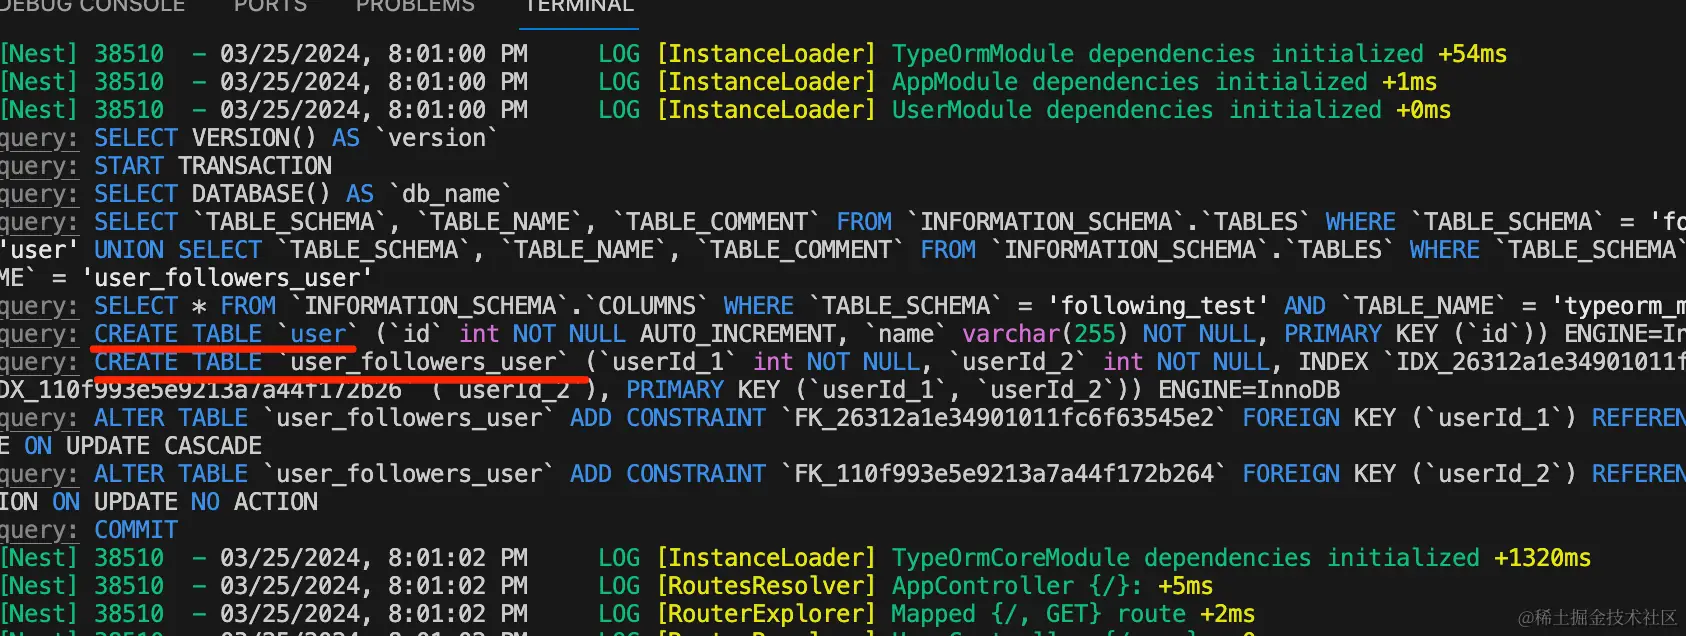 DEBUG CONSOLE PORTS PROBLEMS TERMINAL
[Nest] 38510 - 03/25/2024, 8:01:00 PM LOG [InstanceLoader] TypeOrmModule dependencies initialized +54ms
[Nest] 38510 - 03/25/2024, 8:01:00 PM LOG [InstanceLoader] AppModule dependencies initialized +1ms
[Nest] 38510 - 03/25/2024, 8:01:00 PM LOG [InstanceLoader] UserModule dependencies initialized +0ms
query: SELECT VERSION() AS `version`
query: START TRANSACTION
query: SELECT DATABASE() AS `db_name`
query: SELECT `TABLE_SCHEMA`, `TABLE_NAME`, `TABLE_COMMENT` FROM `INFORMATION_SCHEMA`.`TABLES` WHERE `TABLE_SCHEMA` = 'fo
'user' UNION SELECT `TABLE_SCHEMA`, `TABLE_NAME`, `TABLE_COMMENT` FROM `INFORMATION_SCHEMA`.`TABLES` WHERE `TABLE_SCHEMA`
ME` = 'user_followers_user'
query: SELECT * FROM `INFORMATION_SCHEMA`.`COLUMNS` WHERE `TABLE_SCHEMA` = 'following_test' AND `TABLE_NAME` = 'typeorm_m
query: CREATE TABLE `user` (`id` int NOT NULL AUTO_INCREMENT, `name` varchar(255) NOT NULL, PRIMARY KEY (`id`)) ENGINE=In
query: CREATE TABLE `user_followers_user` (`userId_1` int NOT NULL, `userId_2` int NOT NULL, INDEX `IDX_26312a1e34901011f
DX_110f993e5e9213a7a44f172b26 (`userId_2`), PRIMARY KEY (`userId_1`, `userId_2`)) ENGINE=InnoDB
query: ALTER TABLE `user_followers_user` ADD CONSTRAINT `FK_26312a1e34901011fc6f63545e2` FOREIGN KEY (`userId_1`) REFEREN
E ON UPDATE CASCADE
query: ALTER TABLE `user_followers_user` ADD CONSTRAINT `FK_110f993e5e9213a7a44f172b264` FOREIGN KEY (`userId_2`) REFEREN
ION ON UPDATE NO ACTION
query: COMMIT
[Nest] 38510 - 03/25/2024, 8:01:02 PM LOG [InstanceLoader] TypeOrmCoreModule dependencies initialized +1320ms
[Nest] 38510 - 03/25/2024, 8:01:02 PM LOG [RoutesResolver] AppController {/}: +5ms
[Nest] 38510 - 03/25/2024, 8:01:02 PM LOG [RouterExplorer] Mapped {/, GET} route +2ms
@稀土掘金技术社区